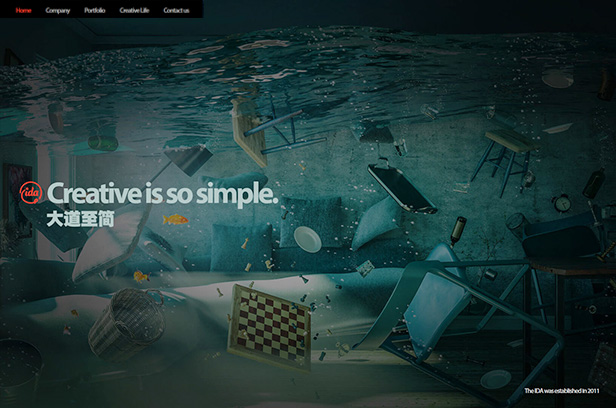 Home Company Portfolio Creative Life Contact us
ida
Creative is so simple.
大道至简
The IDA was established in 2011